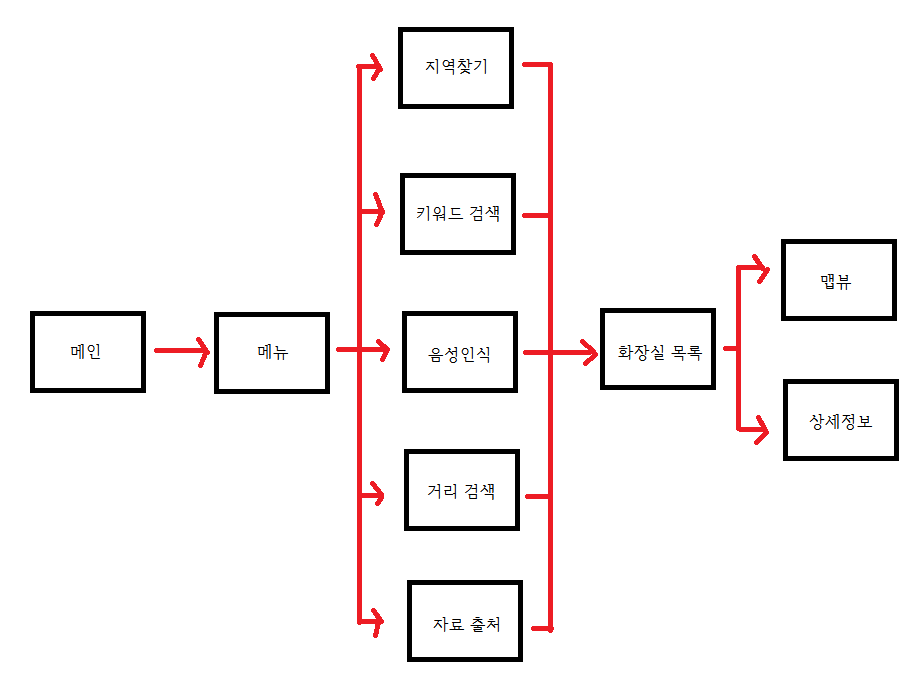 메인
메뉴
지역찾기
키워드 검색
음성인식
거리 검색
자료 출처
화장실 목록
맵뷰
상세정보